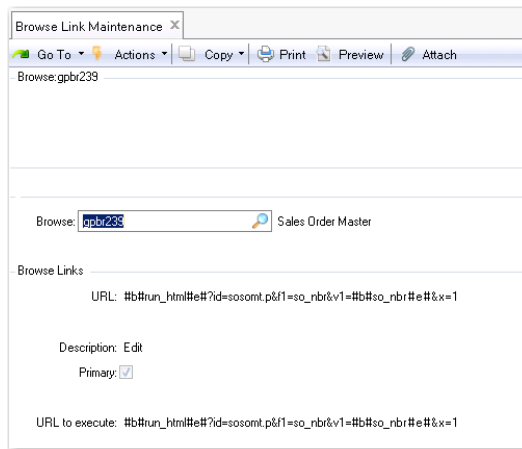 Browse Link Maintenance
Go To Actions Copy Print Preview Attach
Browse:gpbr239
Browse: gpbr239 Sales Order Master
Browse Links
URL: #b#run_html#e#?id=sosomt.p&f1=so_nbr&v1=#b#so_nbr#e#&x=1
Description: Edit
Primary:
URL to execute: #b#run_html#e#?id=sosomt.p&f1=so_nbr&v1=#b#so_nbr#e#&x=1